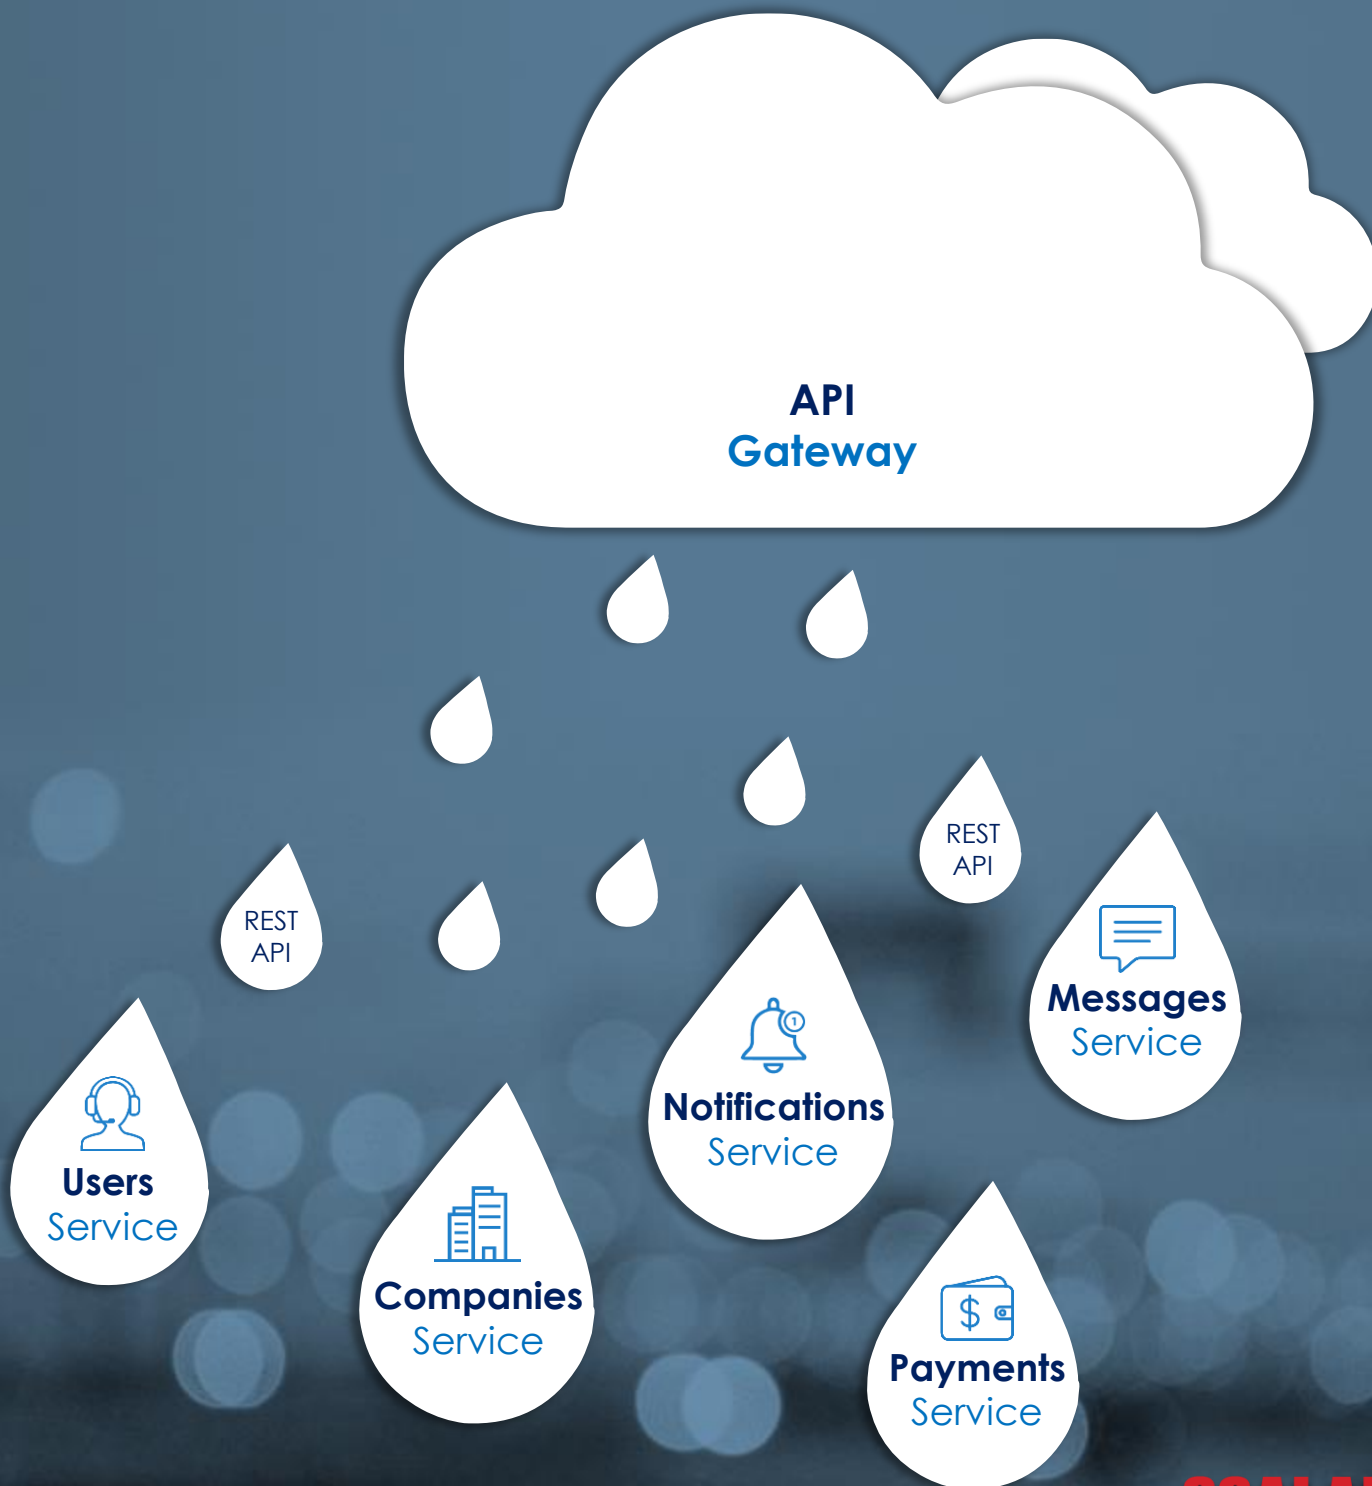 API
Gateway
REST
API
REST
API
Messages
Service
Notifications
Service
Users
Service
Companies
Service
Payments
Service